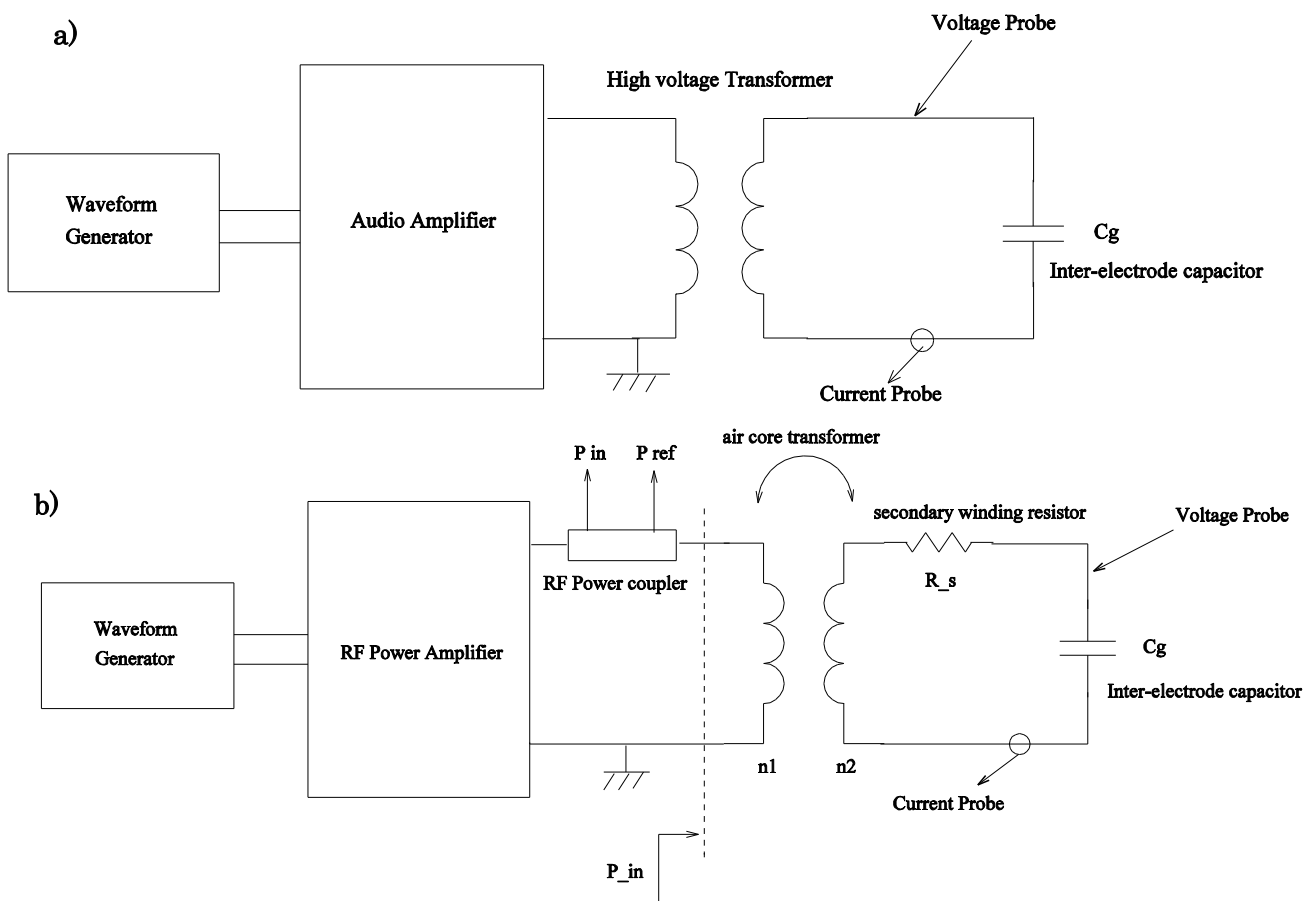 a)
Voltage Probe
High voltage Transformer
Waveform
Generator
Audio Amplifier
Cg
Inter-electrode capacitor
Current Probe
air core transformer
P in
P ref
b)
secondary winding resistor
Voltage Probe
RF Power coupler
R_s
Waveform
Generator
RF Power Amplifier
Cg
Inter-electrode capacitor
n1
n2
Current Probe
P_in